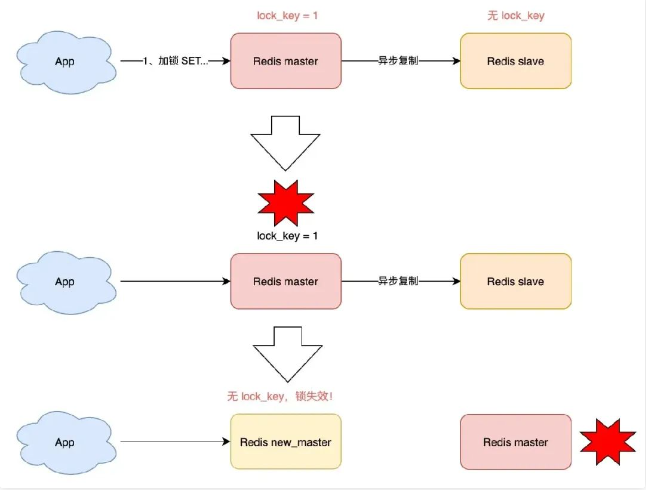 lock_key = 1
无 lock_key
App
1、加锁 SET...
Redis master
异步复制
Redis slave
lock_key = 1
App
Redis master
异步复制
Redis slave
无 lock_key，锁失效！
App
Redis new_master
Redis master